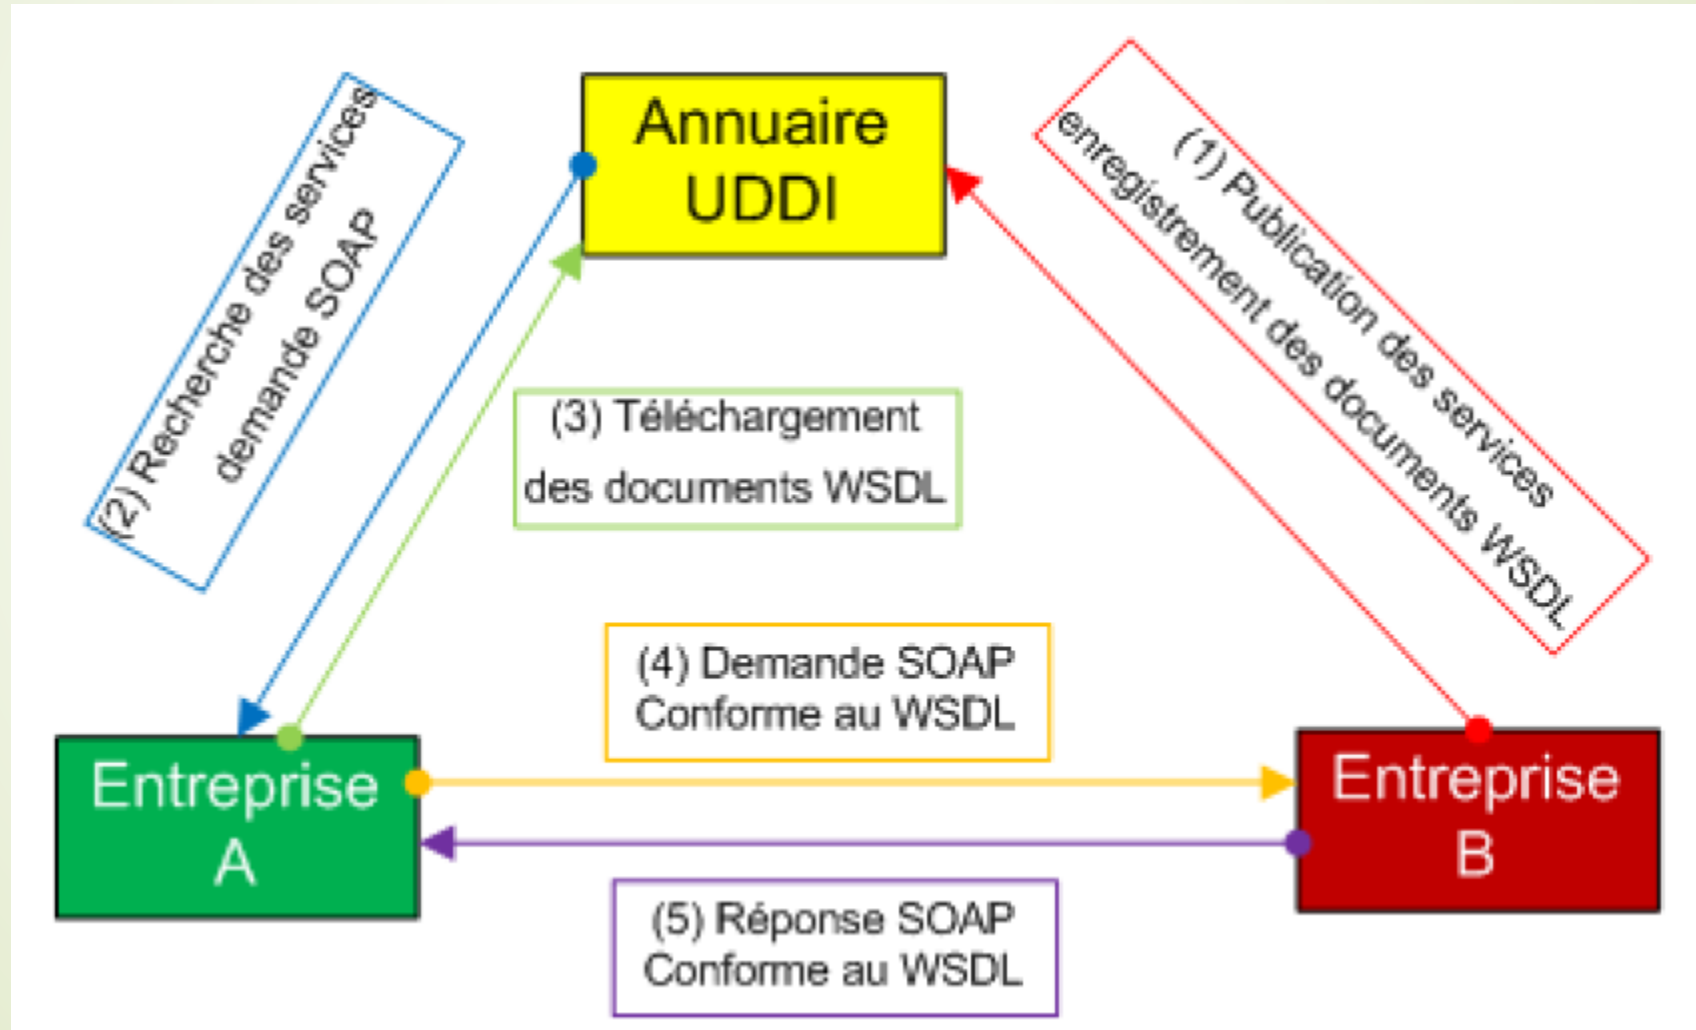 Annuaire
UDDI
(1) Publication des services
enregistrement des documents WSDL
(2) Recherche des services
demande SOAP
(3) Téléchargement
des documents WSDL
(4) Demande SOAP
Conforme au WSDL
Entreprise
A
Entreprise
B
(5) Réponse SOAP
Conforme au WSDL